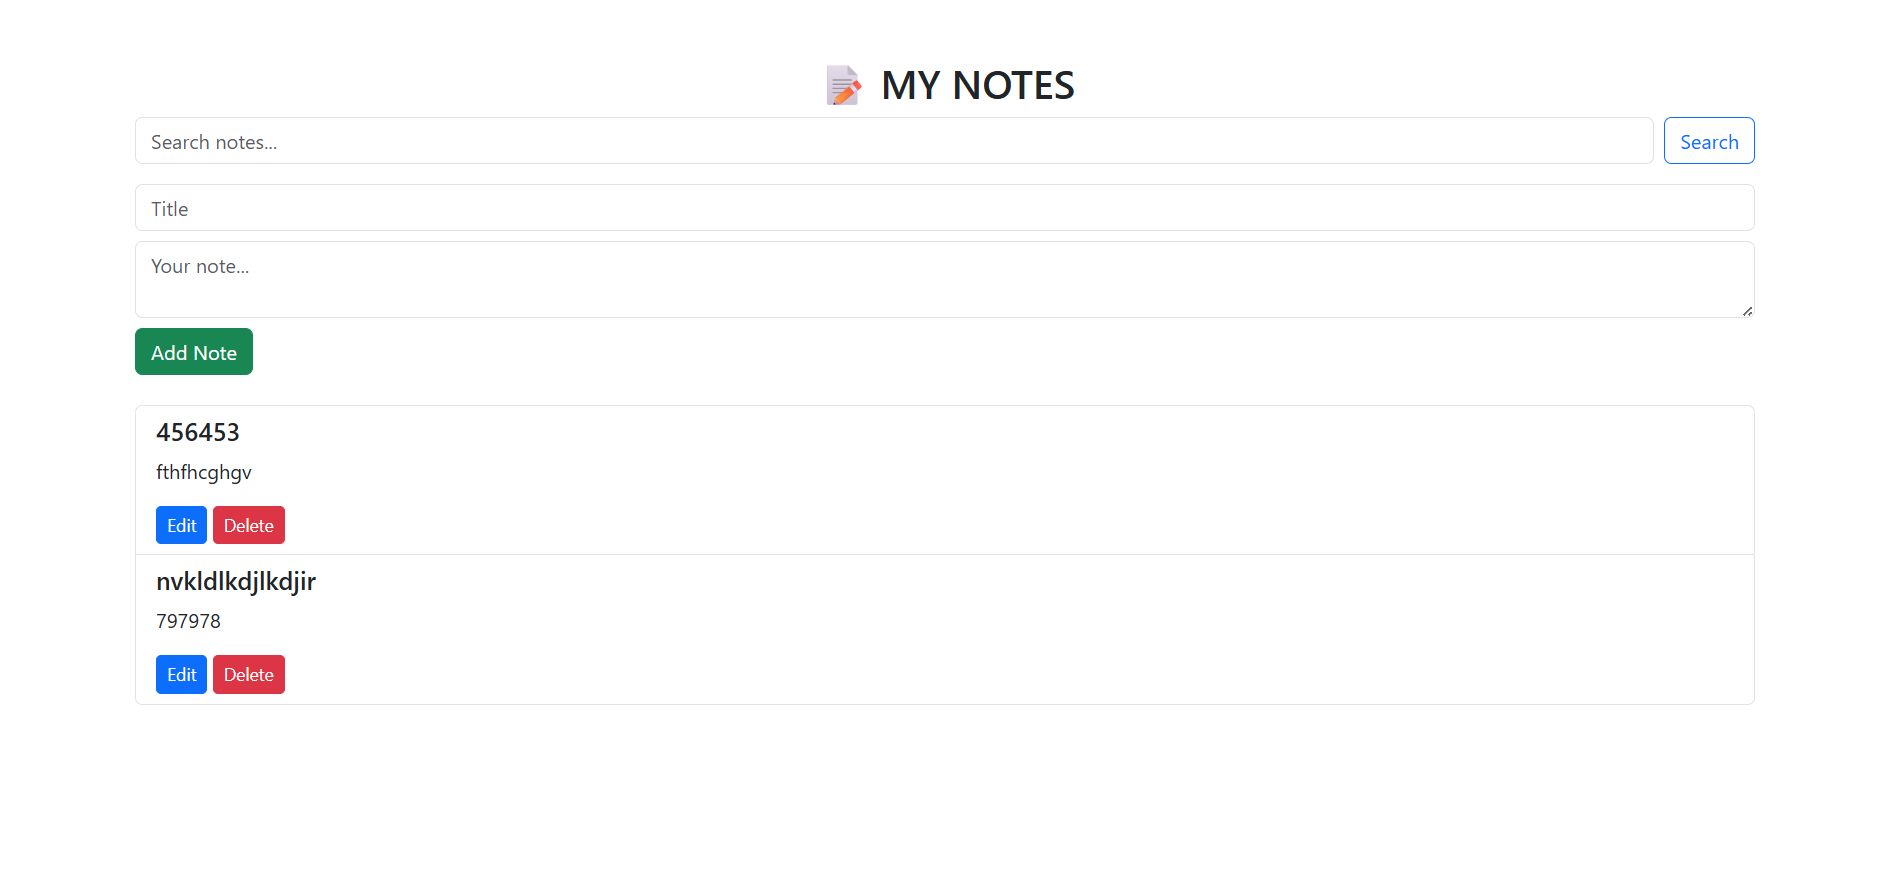 📝 MY NOTES
Search notes...
Search
Title
Your note...
Add Note
456453
fthfhcghgv
Edit Delete
nvkldlkdjlkdjir
797978
Edit Delete